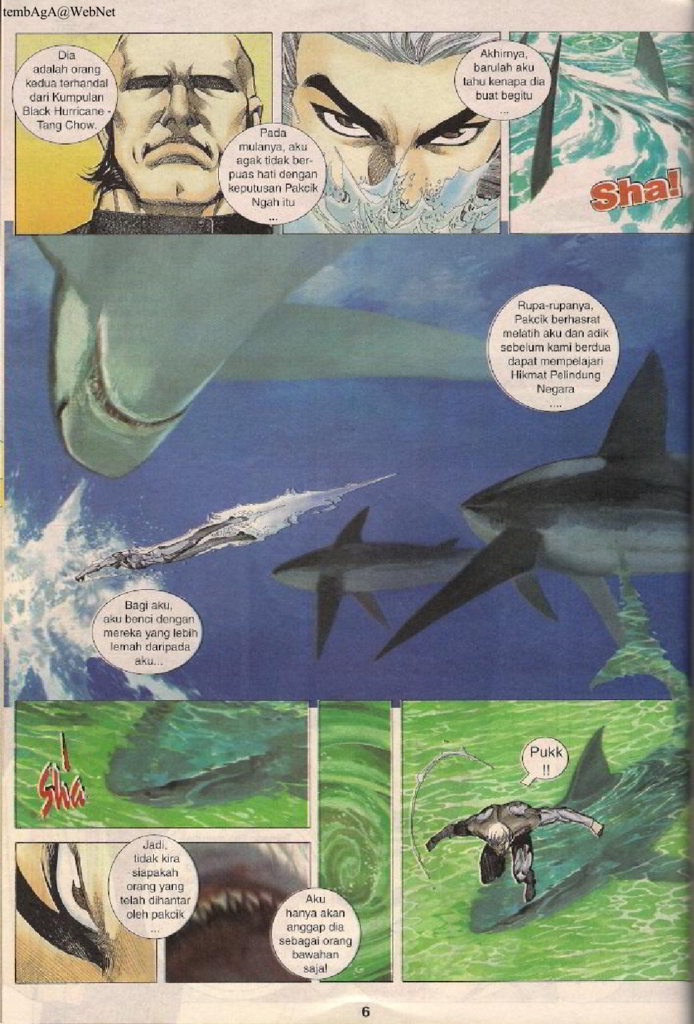 tembAgA@WebNet
Dia
adalah orang
kedua terhandal
dari Kumpulan
Black Hurricane -
Tang Chow.
Pada
mulanya, aku
agak tidak ber-
puas hati dengan
keputusan Pakcik
Ngah itu
...
Akhirnya,
barulah aku
tahu kenapa dia
buat begitu
...
Sha!
Rupa-rupanya,
Pakcik berhasrat
melatih aku dan adik
sebelum kami berdua
dapat mempelajari
Hikmat Pelindung
Negara
....
Bagi aku,
aku benci dengan
mereka yang lebih
lemah daripada
aku...
Sha!
Pukk
!!
Jadi,
tidak kira
siapakah
orang yang
telah dihantar
oleh pakcik
...
Aku
hanya akan
anggap dia
sebagai orang
bawahan
saja!
6